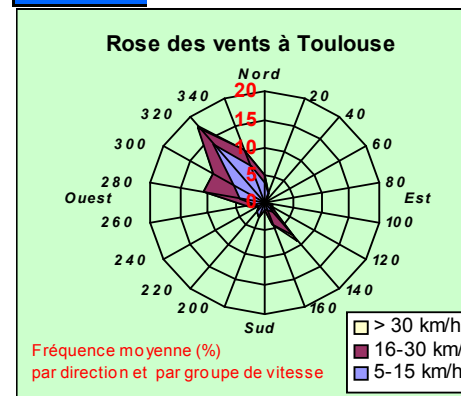 Rose des vents à Toulouse
Nord
340 20
320 40
300 60
280 80
Ouest Est
260 100
240 120
220 140
200 160
Sud
20
15
10
5
0
> 30 km/h
16-30 km/
5-15 km/h
Fréquence moyenne (%)
par direction et par groupe de vitesse